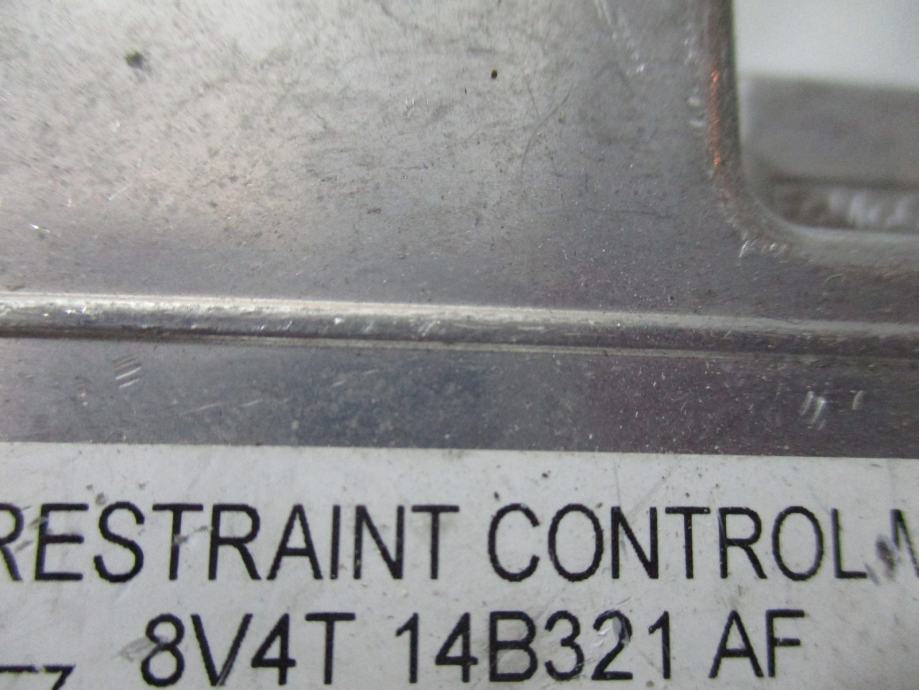 RESTRAINT CONTROL
8V4T 14B321 AF